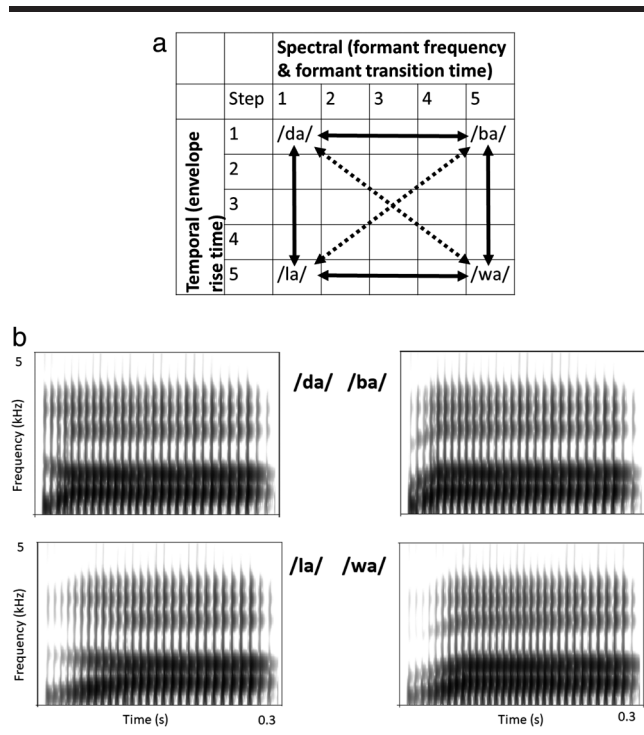 a
Spectral (formant frequency
& formant transition time)
Step 1 2 3 4 5
Temporal (envelope
rise time)
1 /da/ /ba/
2
3
4
5 /la/ /wa/
b
5
Frequency (kHz)
/da/ /ba/
5
Frequency (kHz)
/la/ /wa/
Time (s) 0.3
Time (s) 0.3